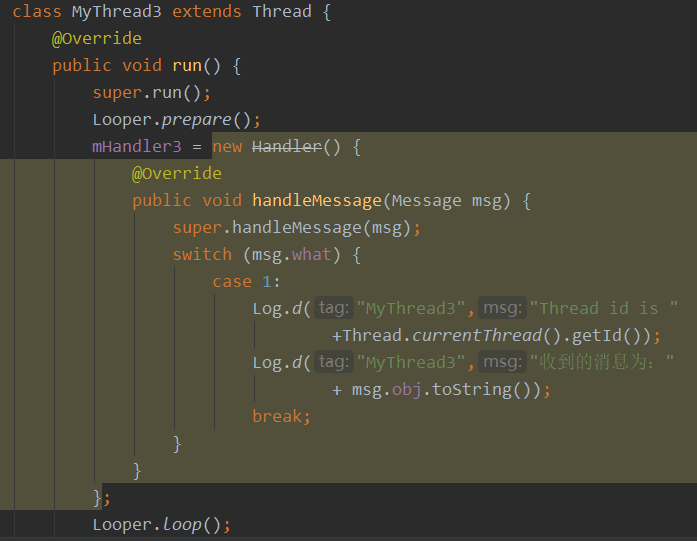 class MyThread3 extends Thread {
@Override
public void run() {
super.run();
Looper.prepare();
mHandler3 = new Handler() {
@Override
public void handleMessage(Message msg) {
super.handleMessage(msg);
switch (msg.what) {
case 1:
Log.d( tag: "MyThread3", msg: "Thread id is "
+Thread.currentThread().getId());
Log.d( tag: "MyThread3", msg: "收到的消息为："
+ msg.obj.toString());
break;
}
}
};
Looper.loop();